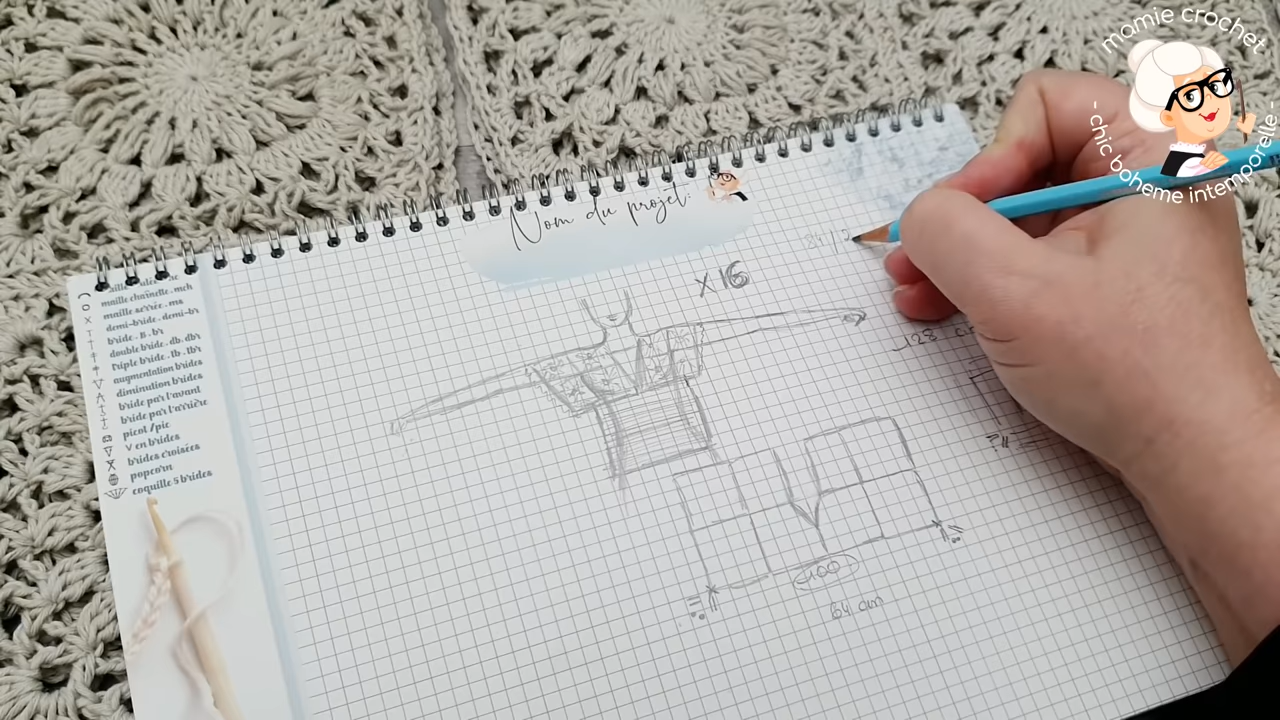 mamie crochet
- chic boheme intemporelle -
Nom du projet:
X 16
maille chaînette . mch
maille serrée . ms
demi-bride . demi-br
bride . B . br
double bride . db. dbr
triple bride . tb . tbr
augmentation brides
diminution brides
bride par l'avant
bride par l'arrière
picot /pic
V en brides
brides croisées
popcorn
coquille 5 brides
128
100
64 cm